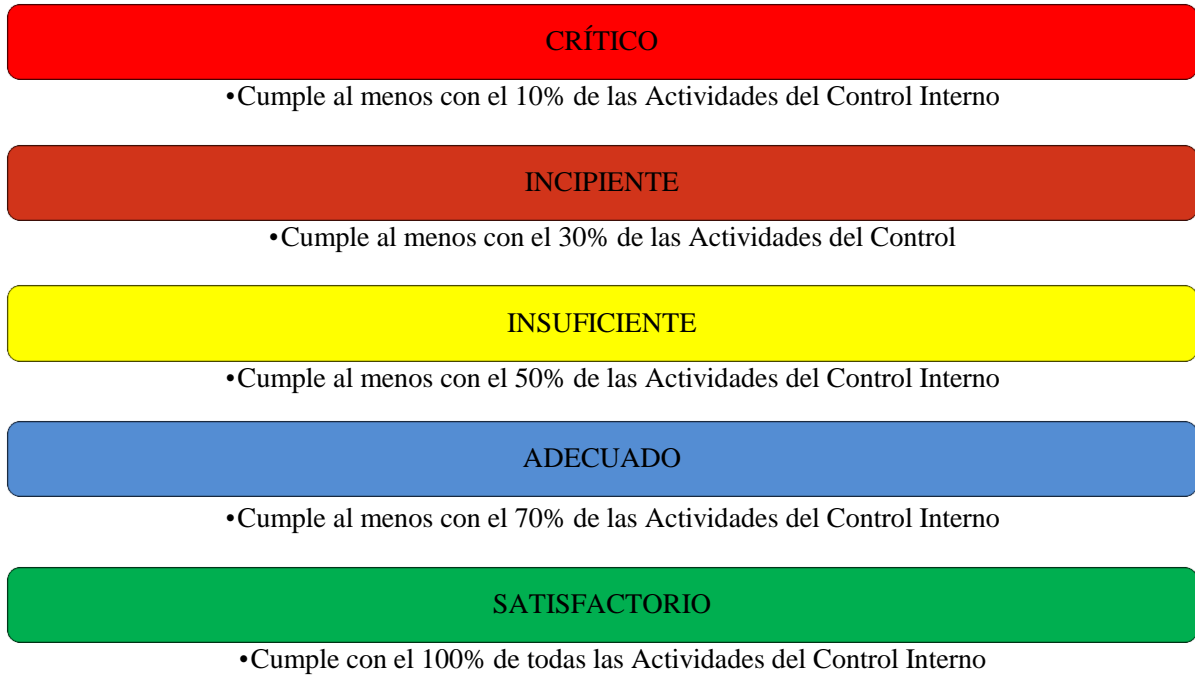 CRÍTICO
•Cumple al menos con el 10% de las Actividades del Control Interno
INCIPIENTE
•Cumple al menos con el 30% de las Actividades del Control
INSUFICIENTE
•Cumple al menos con el 50% de las Actividades del Control Interno
ADECUADO
•Cumple al menos con el 70% de las Actividades del Control Interno
SATISFACTORIO
•Cumple con el 100% de todas las Actividades del Control Interno